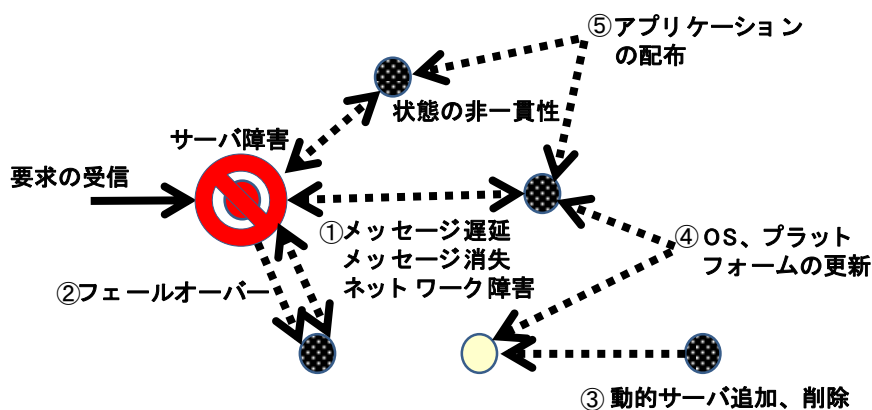 ⑤アプリケーション
の配布
状態の非一貫性
サーバ障害
要求の受信
①メッセージ遅延
メッセージ消失
ネットワーク障害
④OS、プラット
フォームの更新
②フェールオーバー
③動的サーバ追加、削除